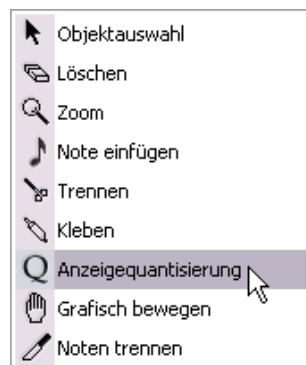 Objektauswahl
Löschen
Zoom
Note einfügen
Trennen
Kleben
Q Anzeigequantisierung
Grafisch bewegen
Noten trennen